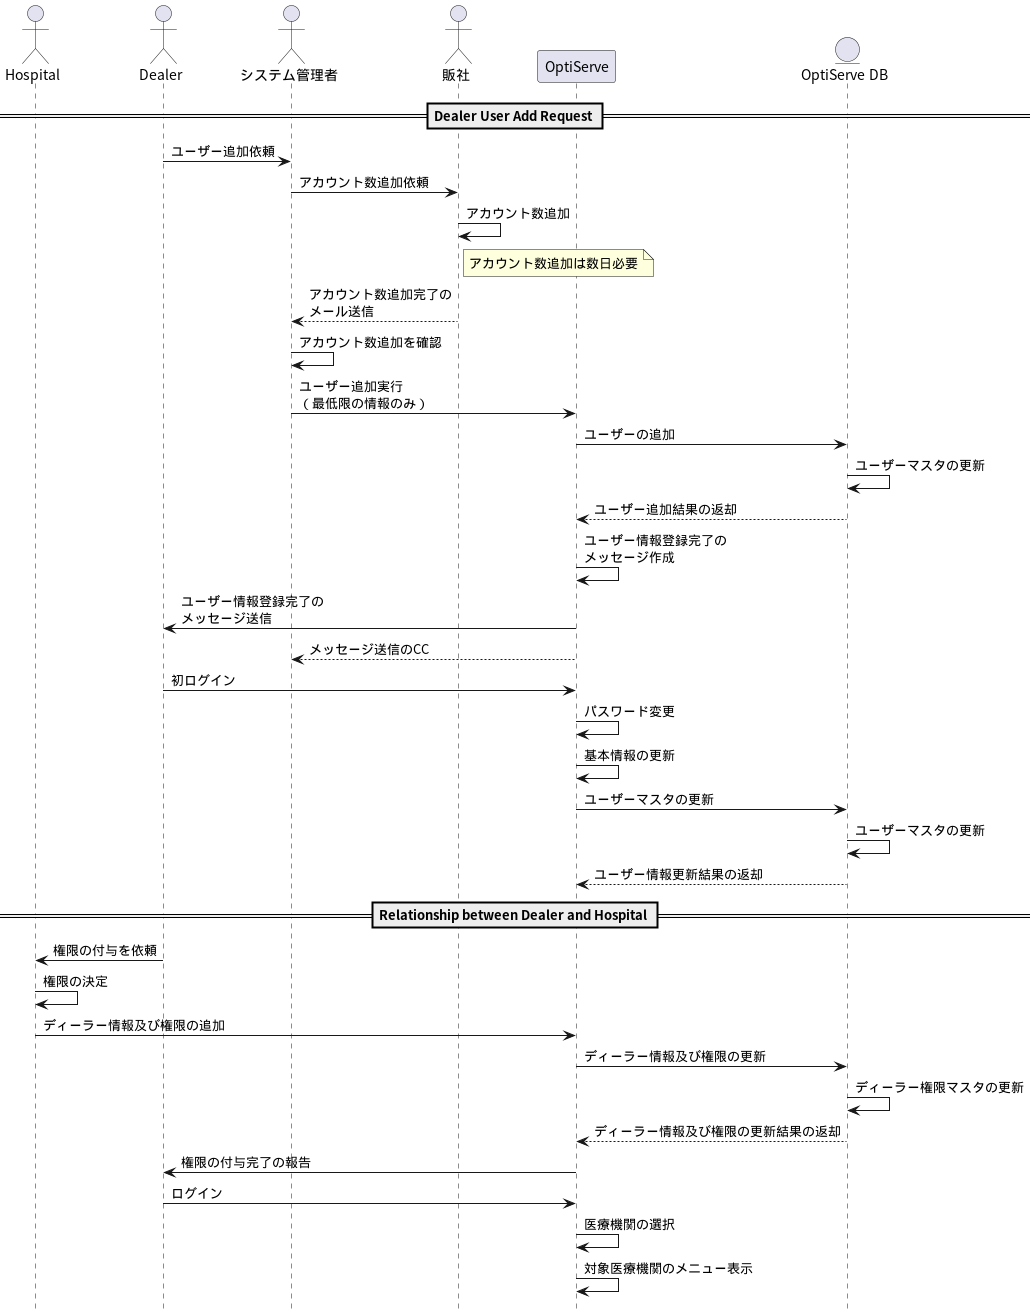 Hospital
Dealer
システム管理者
販社
OptiServe
OptiServe DB
Dealer User Add Request
ユーザー追加依頼
アカウント数追加依頼
アカウント数追加
アカウント数追加は数日必要
アカウント数追加完了の
メール送信
アカウント数追加を確認
ユーザー追加実行
（最低限の情報のみ）
ユーザーの追加
ユーザーマスタの更新
ユーザー追加結果の返却
ユーザー情報登録完了の
メッセージ作成
ユーザー情報登録完了の
メッセージ送信
メッセージ送信のCC
初ログイン
パスワード変更
基本情報の更新
ユーザーマスタの更新
ユーザーマスタの更新
ユーザー情報更新結果の返却
Relationship between Dealer and Hospital
権限の付与を依頼
権限の決定
ディーラー情報及び権限の追加
ディーラー情報及び権限の更新
ディーラー権限マスタの更新
ディーラー情報及び権限の更新結果の返却
権限の付与完了の報告
ログイン
医療機関の選択
対象医療機関のメニュー表示